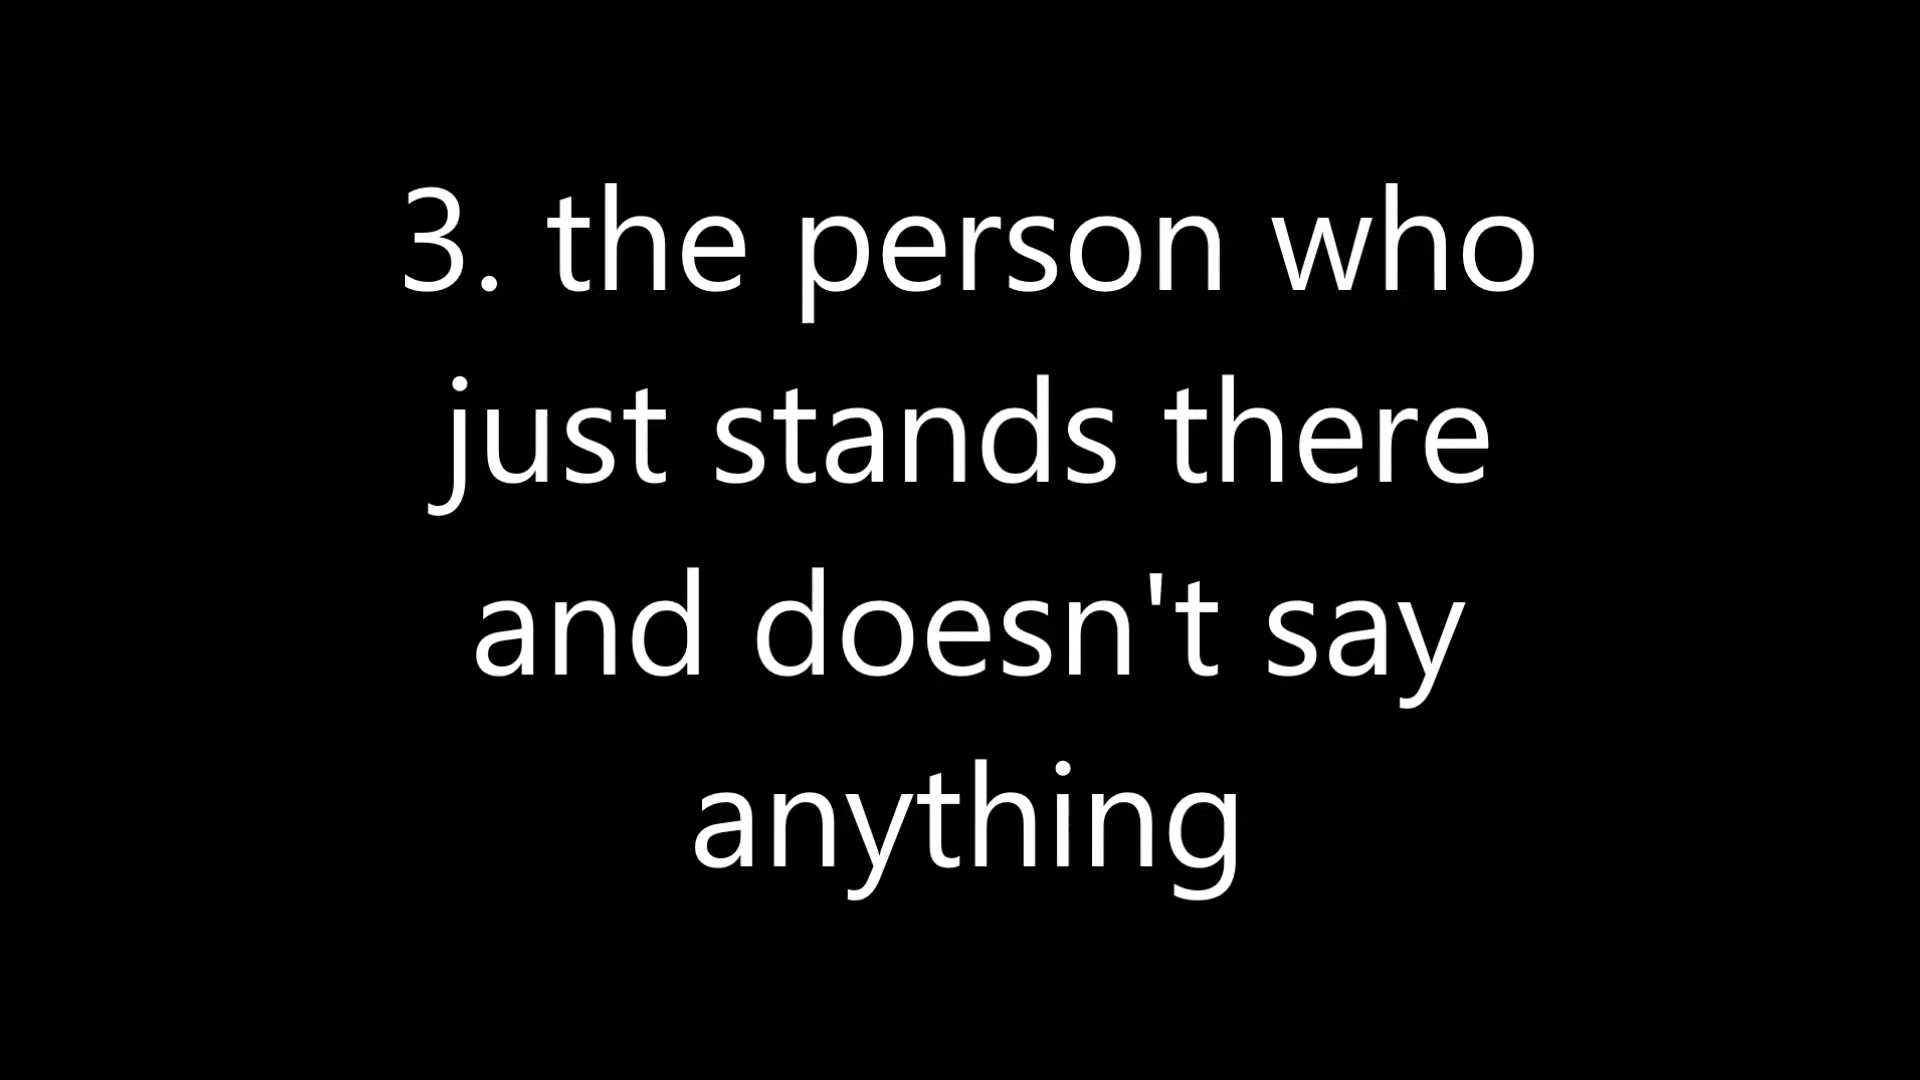 3. the person who
just stands there
and doesn't say
anything